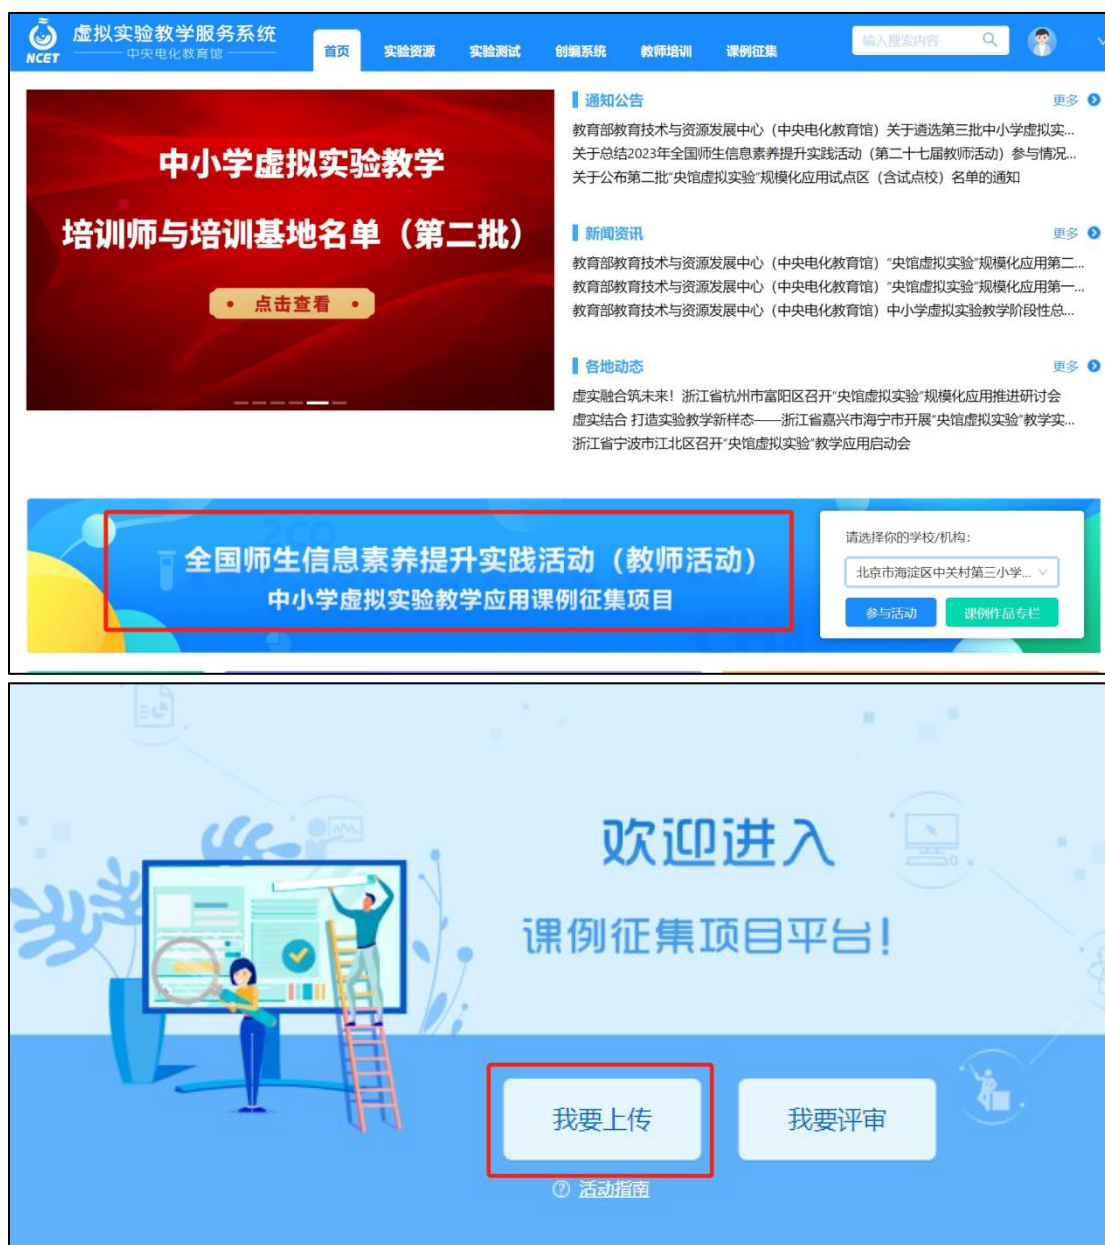 虚拟实验教学服务系统
中央电化教育馆
NCET
首页
实验资源
实验测试
创编系统
教师培训
课例征集
输入搜索内容
中小学虚拟实验教学
培训师与培训基地名单（第二批）
• 点击查看 •
通知公告
更多
教育部教育技术与资源发展中心（中央电化教育馆）关于遴选第三批中小学虚拟实...
关于总结2023年全国师生信息素养提升实践活动（第二十七届教师活动）参与情况...
关于公布第二批“央馆虚拟实验”规模化应用试点区（含试点校）名单的通知
新闻资讯
更多
教育部教育技术与资源发展中心（中央电化教育馆）“央馆虚拟实验”规模化应用第二...
教育部教育技术与资源发展中心（中央电化教育馆）“央馆虚拟实验”规模化应用第一...
教育部教育技术与资源发展中心（中央电化教育馆）中小学虚拟实验教学阶段性总...
各地动态
更多
虚实融合筑未来！浙江省杭州市富阳区召开“央馆虚拟实验”规模化应用推进研讨会
虚实结合 打造实验教学新样态——浙江省嘉兴市海宁市开展“央馆虚拟实验”教学实...
浙江省宁波市江北区召开“央馆虚拟实验”教学应用启动会
全国师生信息素养提升实践活动（教师活动）
中小学虚拟实验教学应用课例征集项目
请选择你的学校/机构：
北京市海淀区中关村第三小学...
参与活动
课例作品专栏
欢迎进入
课例征集项目平台！
我要上传
我要评审
活动指南